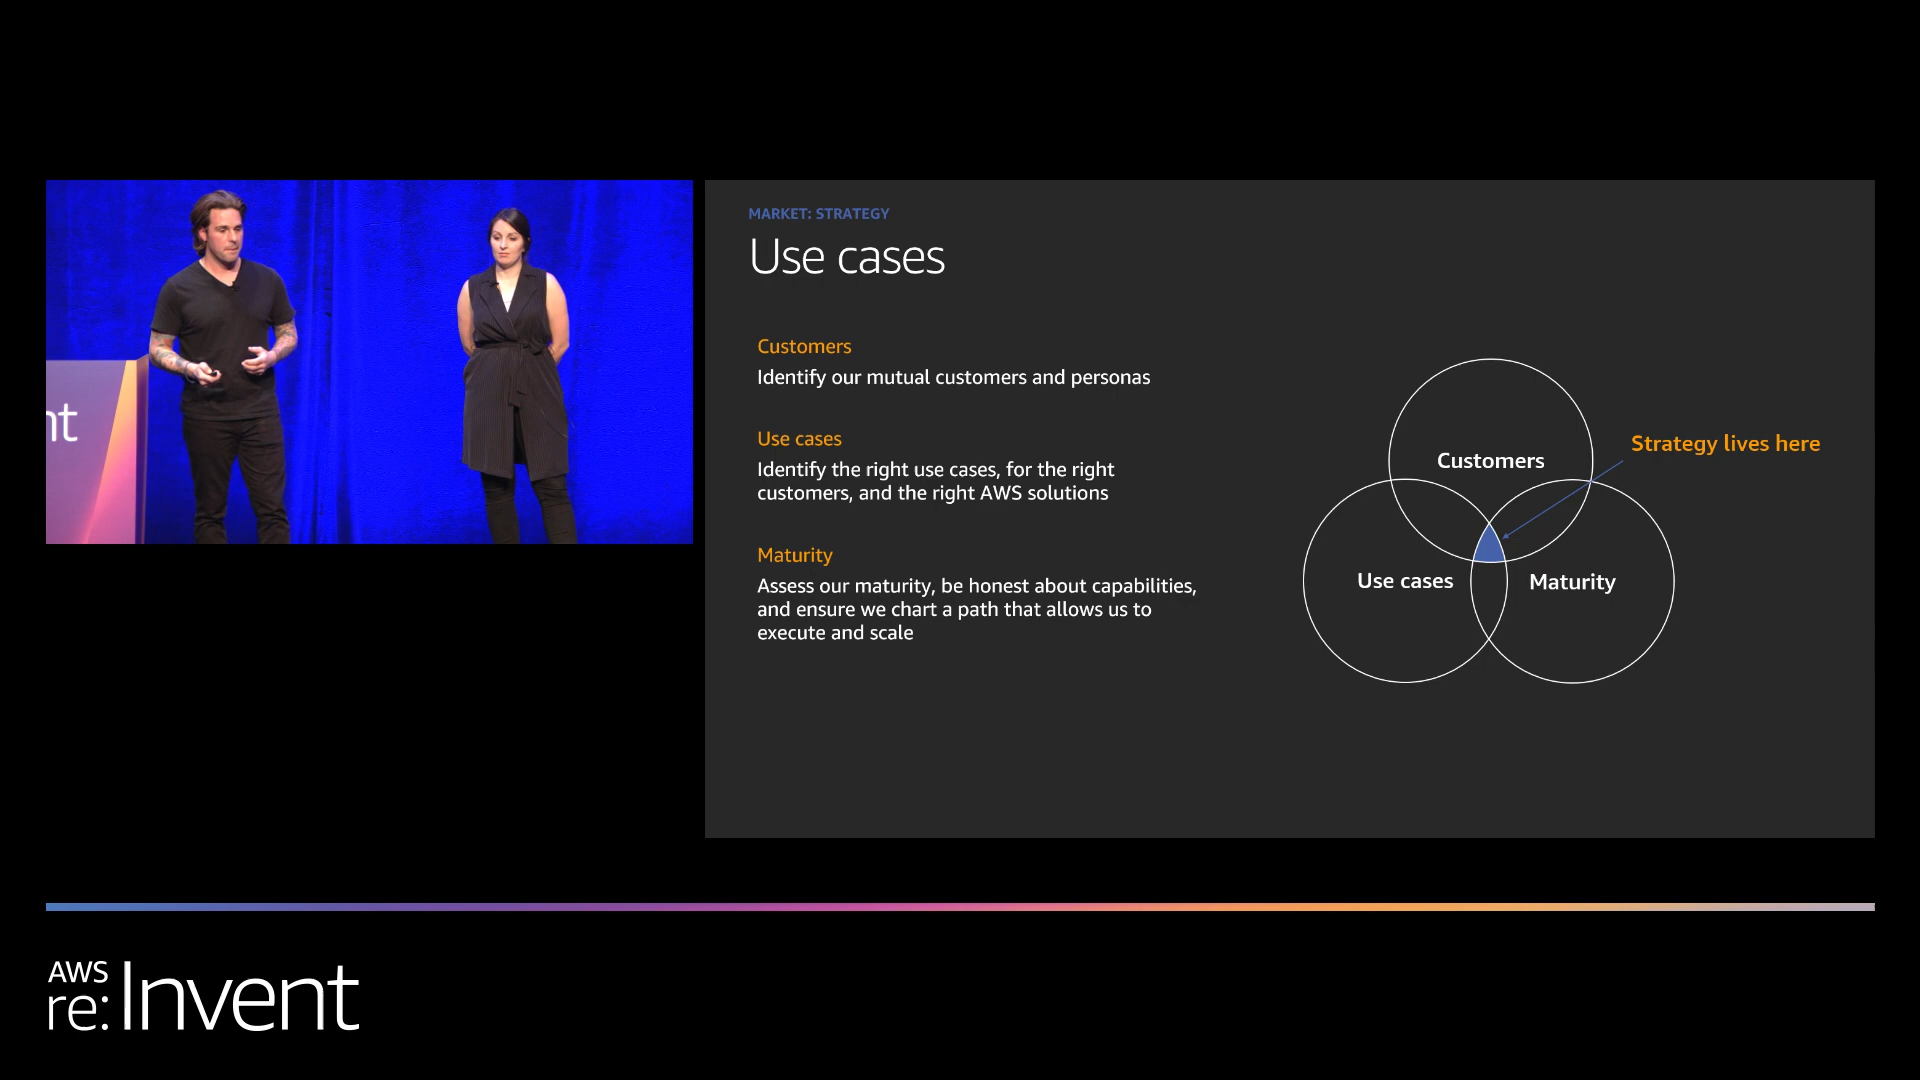 nt
MARKET: STRATEGY
Use cases
Customers
Identify our mutual customers and personas
Use cases
Identify the right use cases, for the right
customers, and the right AWS solutions
Maturity
Assess our maturity, be honest about capabilities,
and ensure we chart a path that allows us to
execute and scale
Customers
Strategy lives here
Use cases
Maturity
AWS
re:Invent